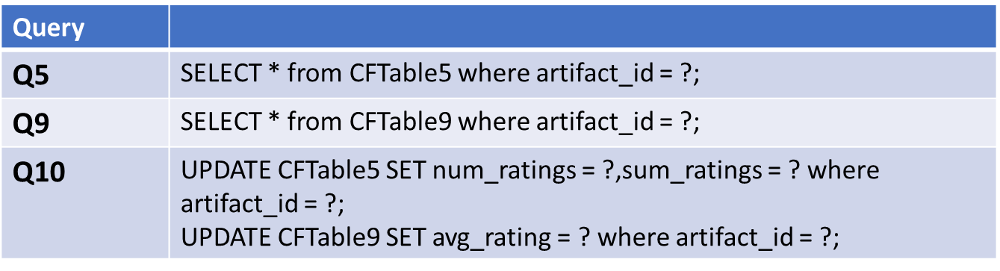 Query
Q5 SELECT * from CFTable5 where artifact_id = ?;
Q9 SELECT * from CFTable9 where artifact_id = ?;
Q10 UPDATE CFTable5 SET num_ratings = ?,sum_ratings = ? where
artifact_id = ?;
UPDATE CFTable9 SET avg_rating = ? where artifact_id = ?;